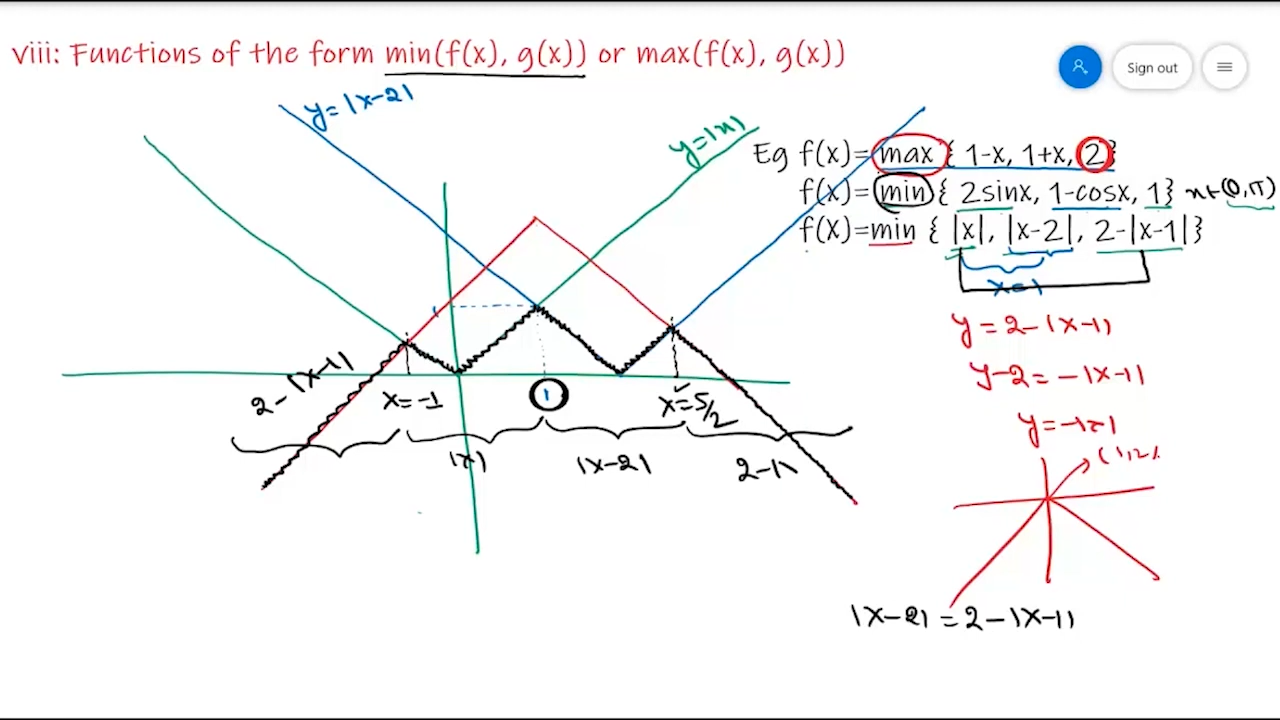 viii: Functions of the form min(f(x), g(x)) or max(f(x), g(x))
Sign out
y=|x-2|
y=|x|
Eg f(x)= max { 1-x, 1+x, 2}
f(x)= min { 2sinx, 1-cosx, 1} x+(0,π)
f(x)=min { |x|, |x-2|, 2-|x-1|}
x=1
y=2-|x-1|
y-2=-|x-1|
y=-|x|
(1,2)
2-|x-1|
x=-1
1
x=5/2
|x|
|x-2|
2-|
|x-2|=2-|x-1|